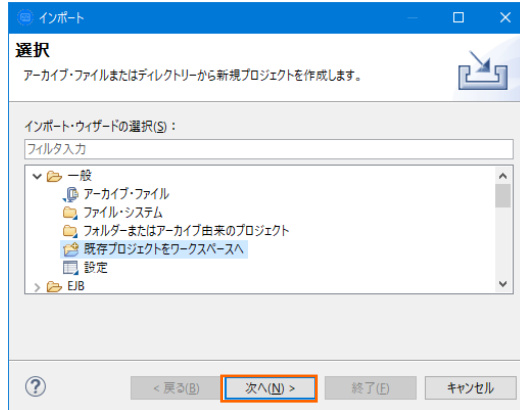 インポート
選択
アーカイブ・ファイルまたはディレクトリーから新規プロジェクトを作成します。
インポート・ウィザードの選択(S)：
フィルタ入力
一般
アーカイブ・ファイル
ファイル・システム
フォルダーまたはアーカイブ由来のプロジェクト
既存プロジェクトをワークスペースへ
設定
EJB
< 戻る(B) 次へ(N) > 終了(F) キャンセル